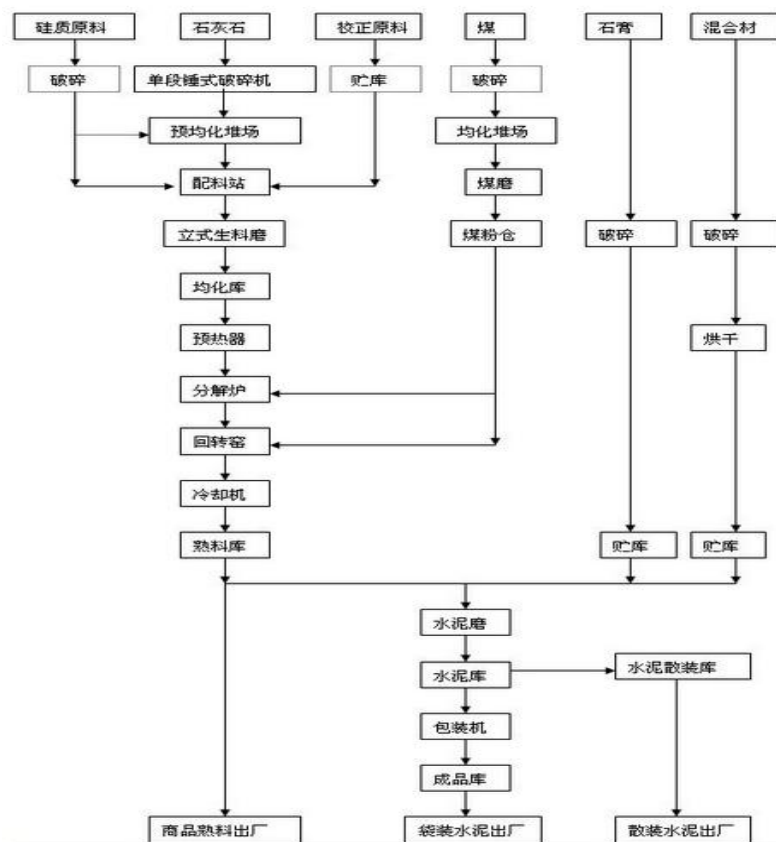 硅质原料
石灰石
校正原料
煤
石膏
混合材
破碎
单段锤式破碎机
贮库
破碎
预均化堆场
均化堆场
配料站
煤磨
立式生料磨
煤粉仓
破碎
破碎
均化库
预热器
烘干
分解炉
回转窑
冷却机
熟料库
贮库
贮库
水泥磨
水泥库
水泥散装库
包装机
成品库
商品熟料出厂
袋装水泥出厂
散装水泥出厂